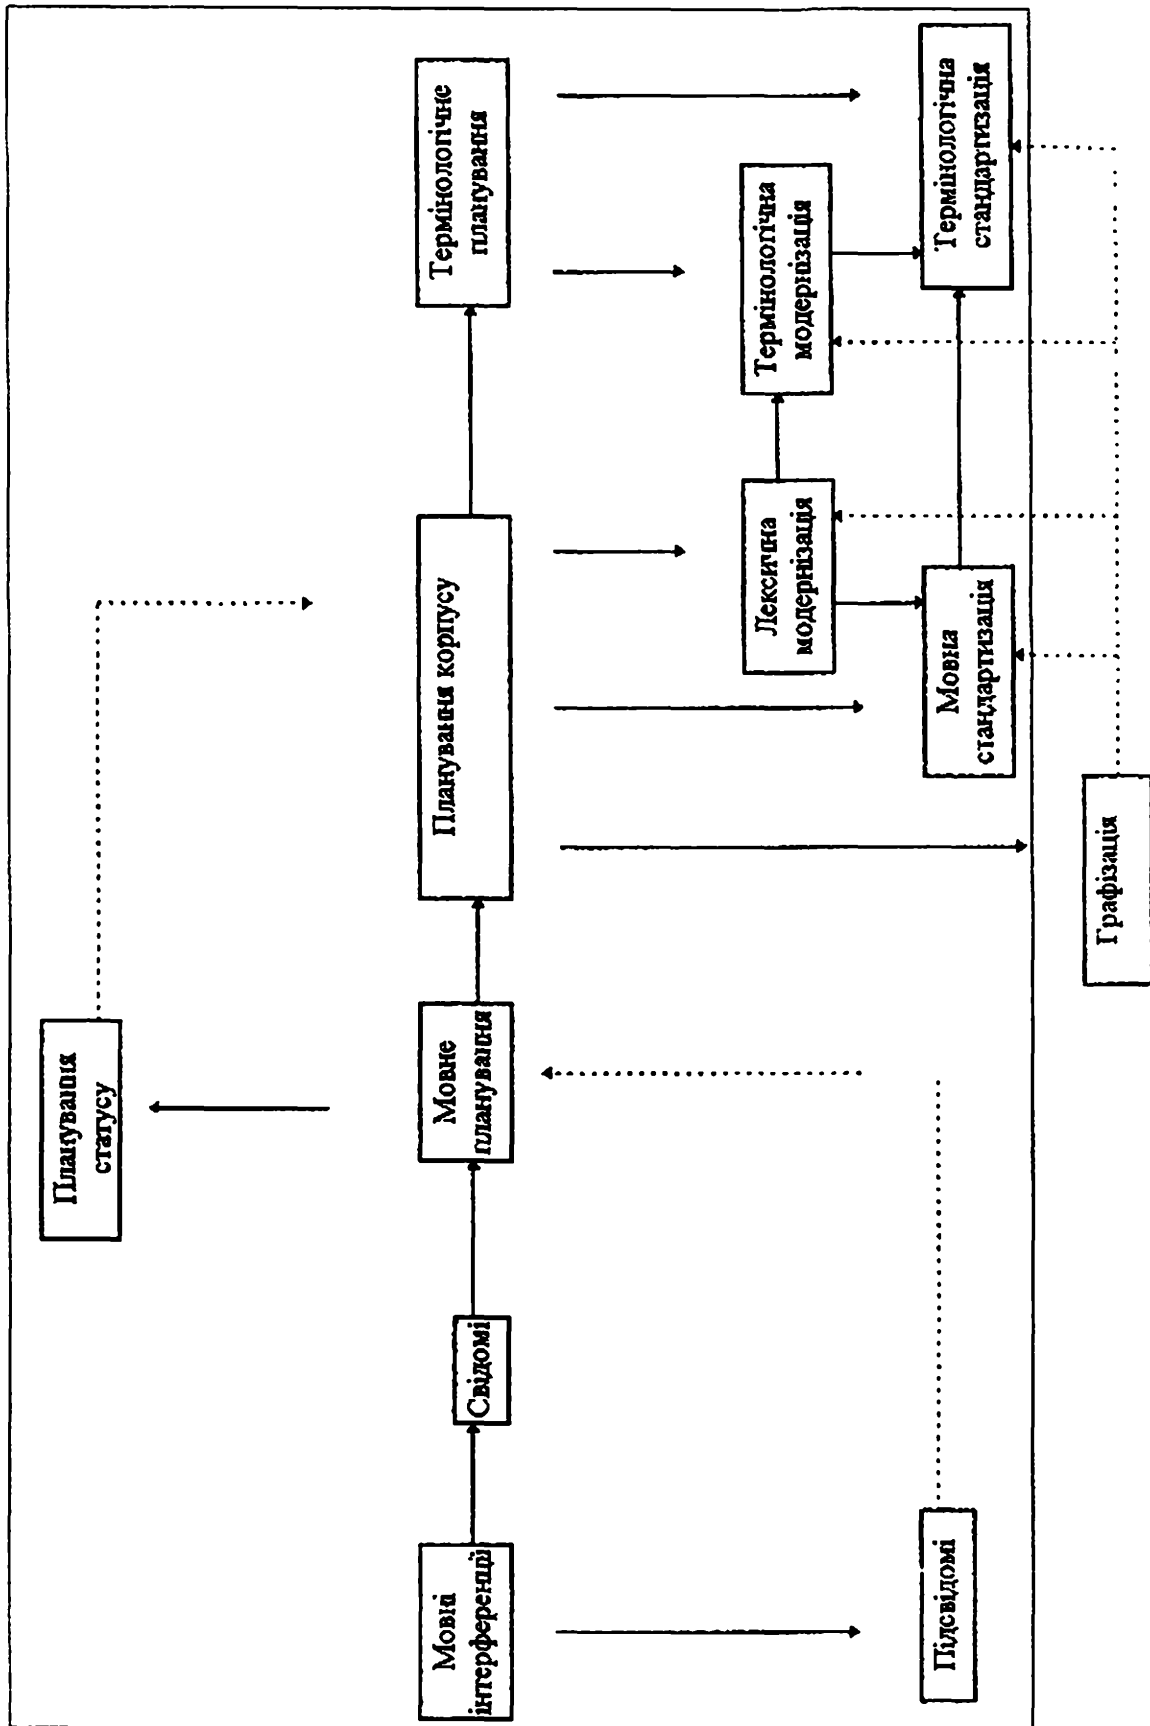 Планування
статусу
Мовні
інтерференції
Свідомі
Мовне
планування
Планування корпусу
Термінологічне
планування
Лексична
модернізація
Термінологічна
модернізація
Підсвідомі
Мовна
стандартизація
Термінологічна
стандартизація
Графізація